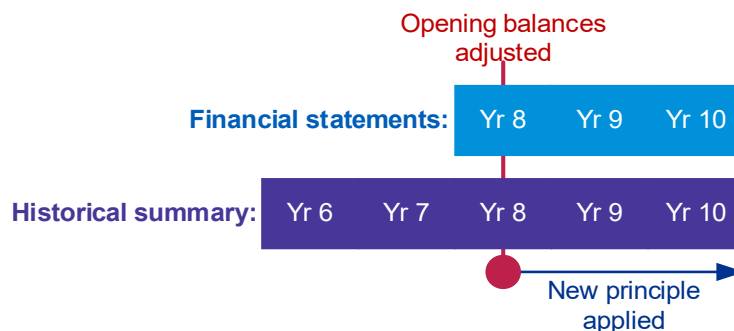 Opening balances
adjusted
Financial statements: Yr 8 Yr 9 Yr 10
Historical summary: Yr 6 Yr 7 Yr 8 Yr 9 Yr 10
New principle
applied